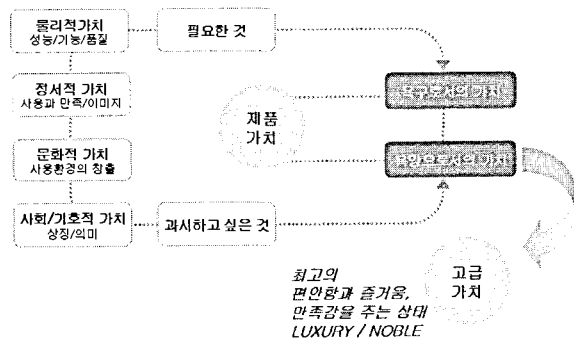 물리적가치
성능/기능/품질
필요한 것
정서적 가치
사용과 만족/이미지
제품
가치
문화적 가치
사용환경의 창출
사회/기호적 가치
상징/의미
과시하고 싶은 것
고급
가치
최고의
편안함과 즐거움,
만족감을 주는 상태
LUXURY / NOBLE